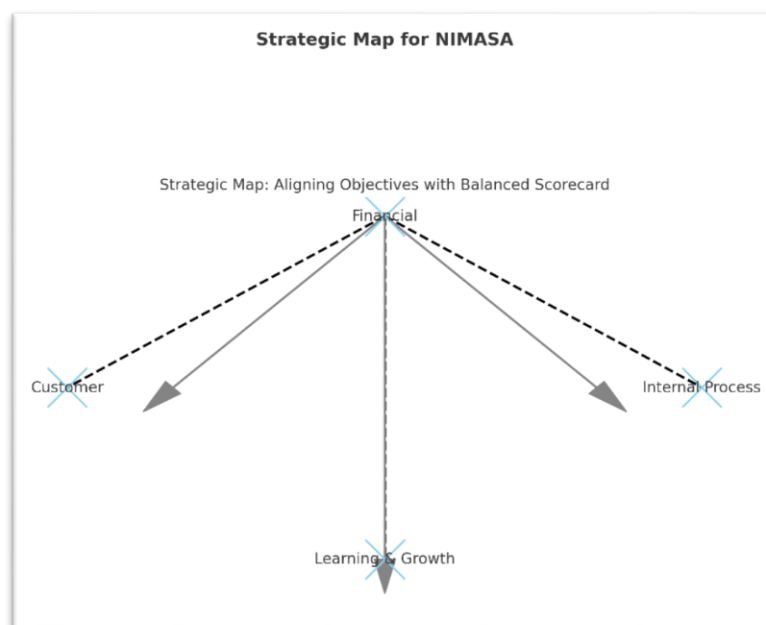 Strategic Map for NIMASA
Strategic Map: Aligning Objectives with Balanced Scorecard
Financial
Customer
Internal Process
Learning & Growth